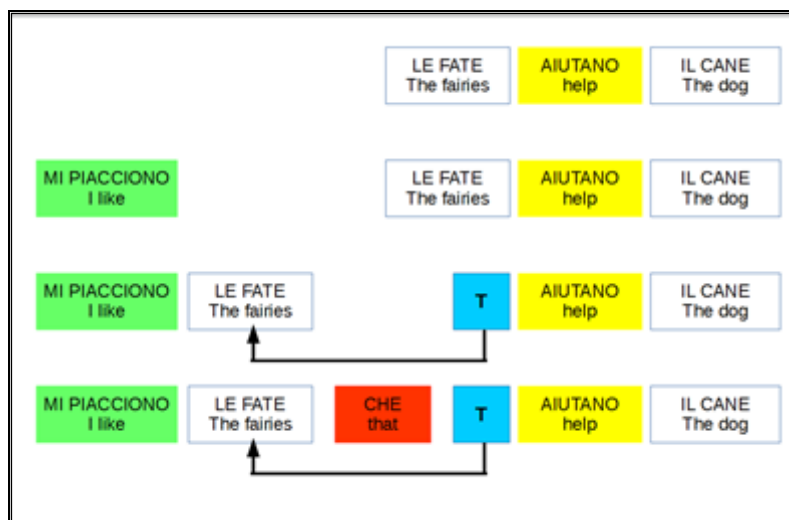 LE FATE AIUTANO IL CANE
The fairies help The dog
MI PIACCIONO LE FATE AIUTANO IL CANE
I like The fairies help The dog
MI PIACCIONO LE FATE T AIUTANO IL CANE
I like The fairies help The dog
MI PIACCIONO LE FATE CHE T AIUTANO IL CANE
I like The fairies that help The dog